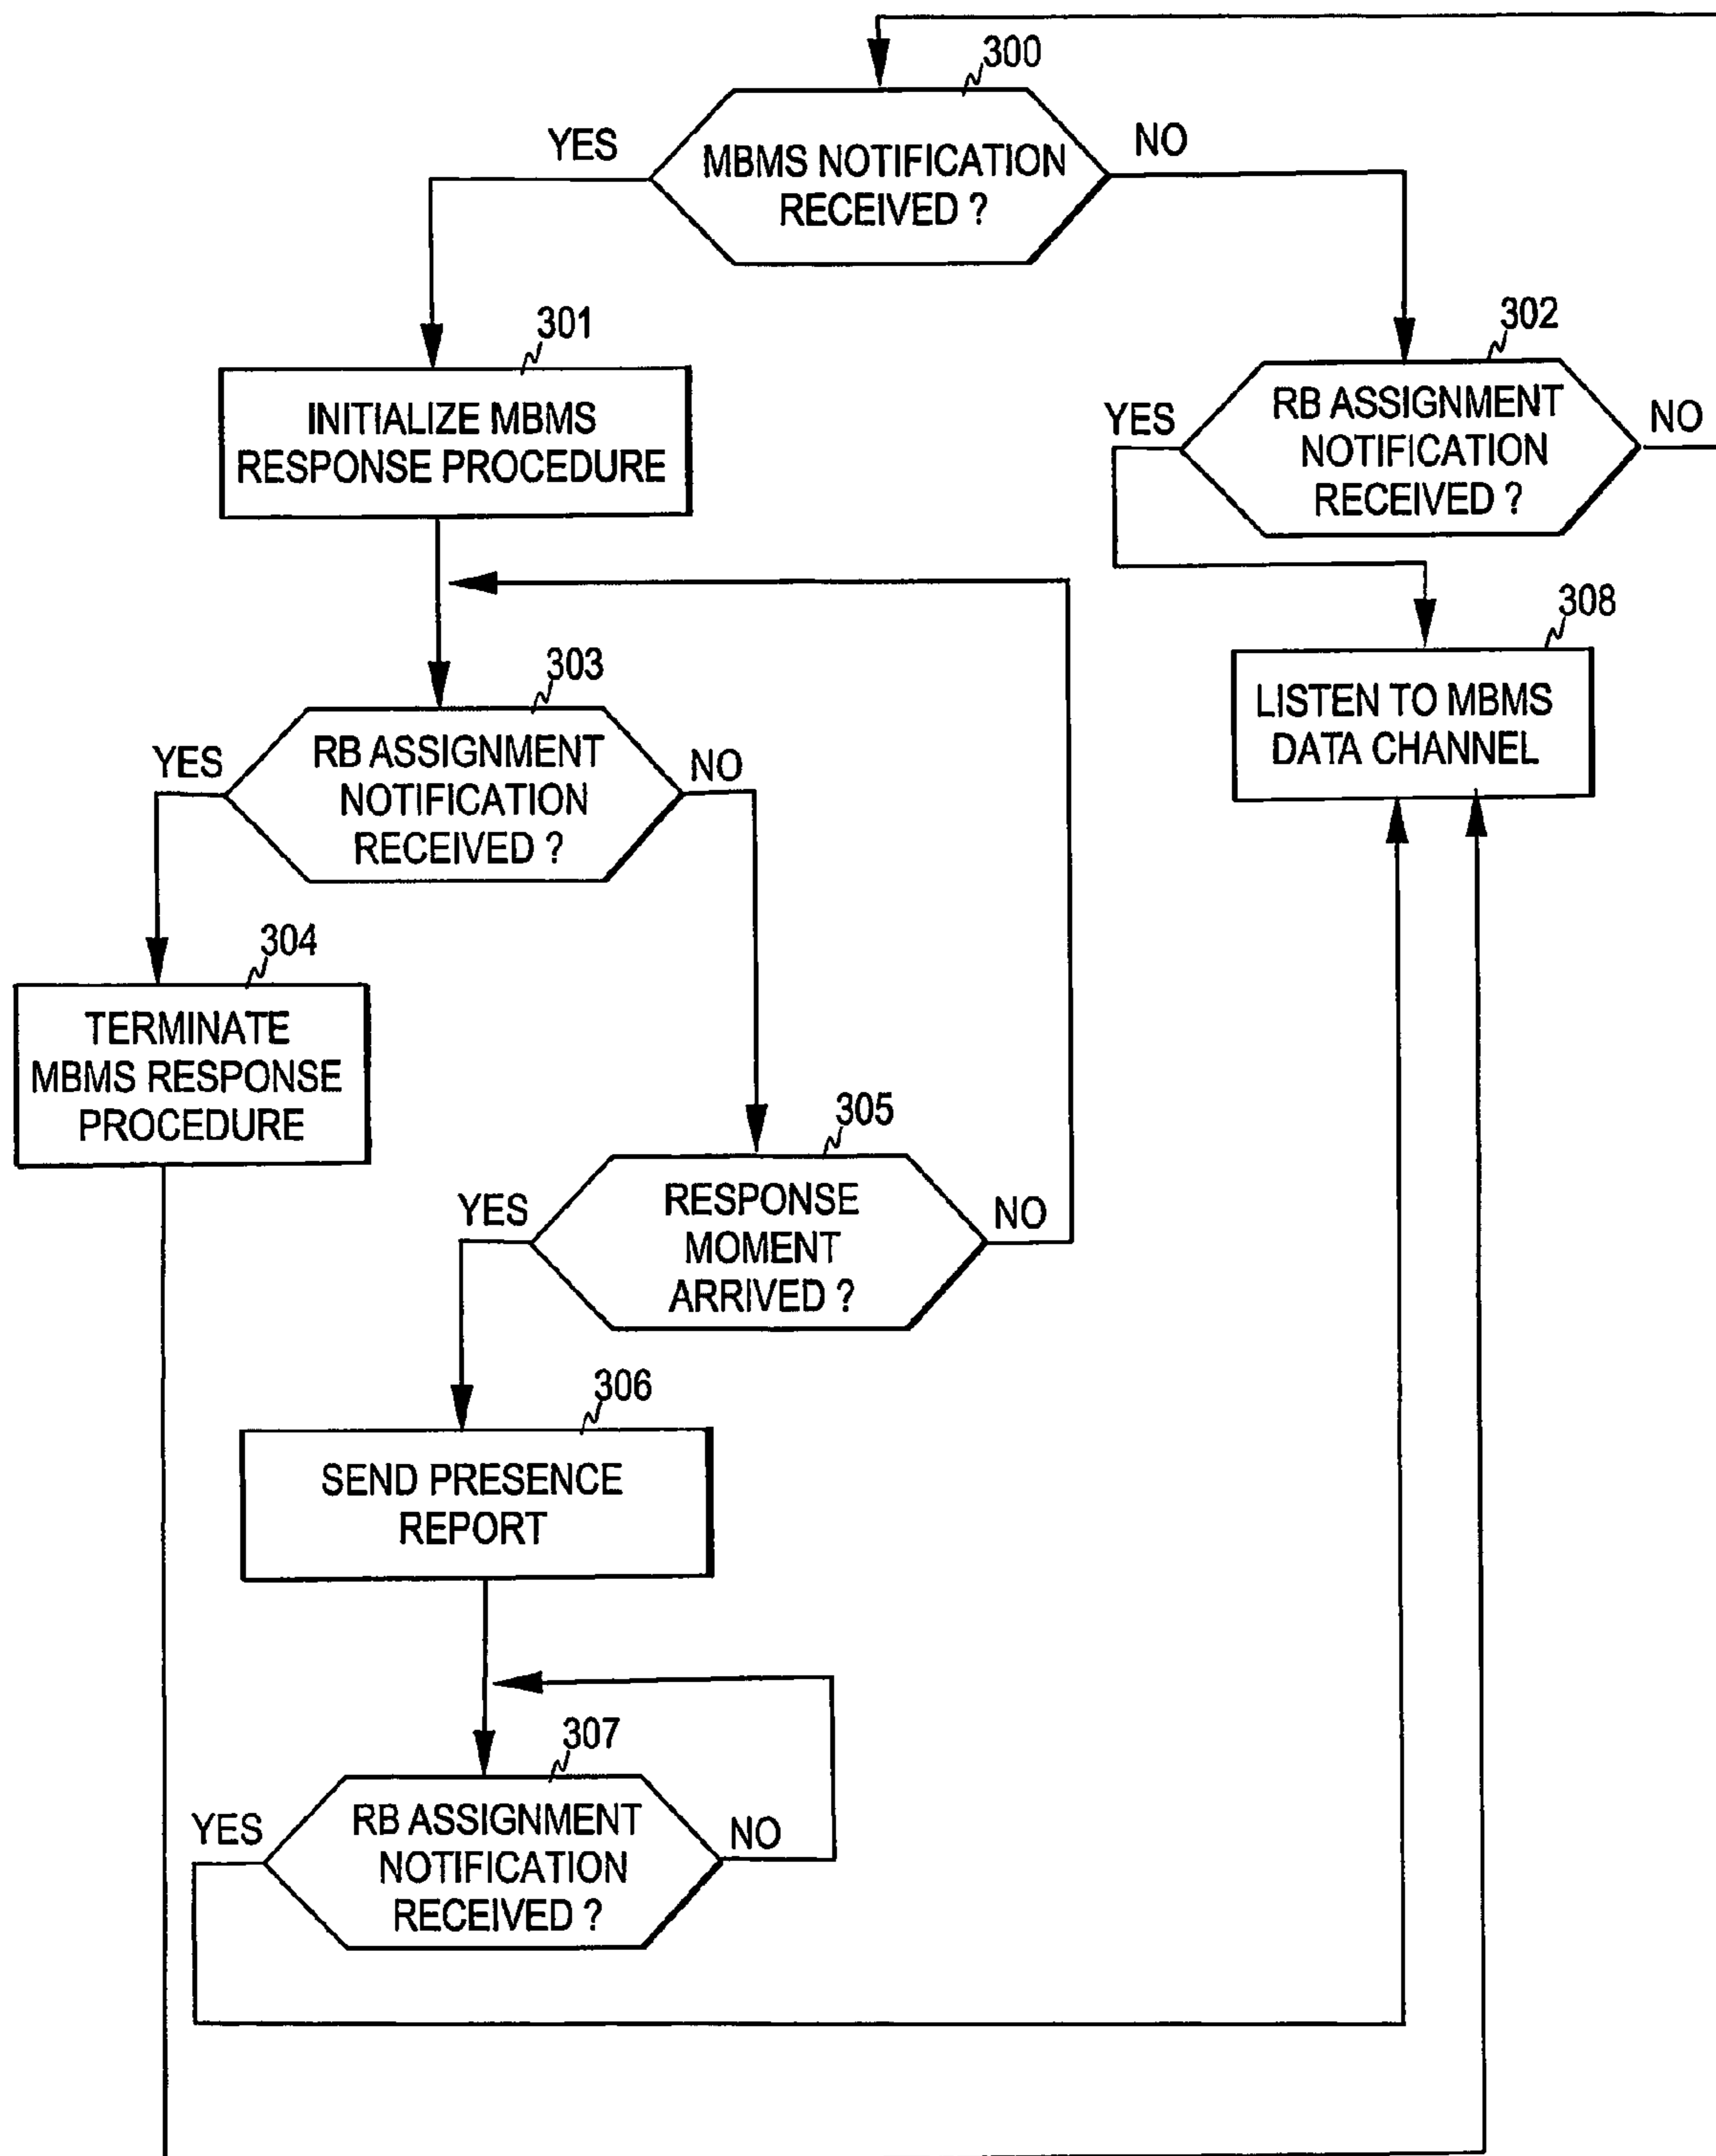 300
YES
NO
MBMS NOTIFICATION
RECEIVED ?
301
INITIALIZE MBMS
RESPONSE PROCEDURE
302
YES
RB ASSIGNMENT
NOTIFICATION
RECEIVED ?
NO
303
YES
RB ASSIGNMENT
NOTIFICATION
RECEIVED ?
NO
308
LISTEN TO MBMS
DATA CHANNEL
304
TERMINATE
MBMS RESPONSE
PROCEDURE
305
YES
RESPONSE
MOMENT
ARRIVED ?
NO
306
SEND PRESENCE
REPORT
307
YES
RB ASSIGNMENT
NOTIFICATION
RECEIVED ?
NO